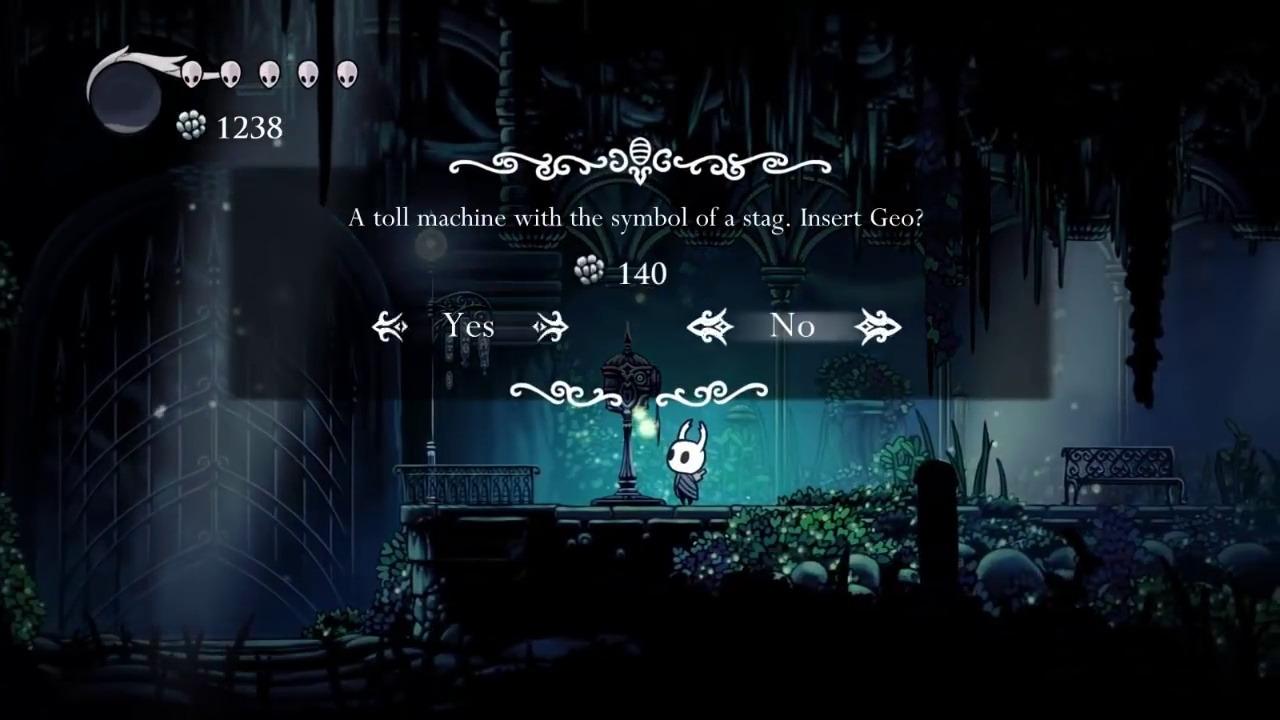 1238
A toll machine with the symbol of a stag. Insert Geo?
140
Yes No